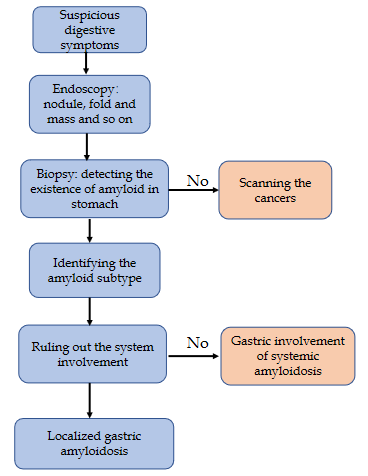 Suspicious
digestive
symptoms
Endoscopy:
nodule, fold and
mass and so on
Biopsy: detecting the
existence of amyloid in
stomach
No
Scanning the
cancers
Identifying the
amyloid subtype
Ruling out the system
involvement
No
Gastric involvement
of systemic
amyloidosis
Localized gastric
amyloidosis